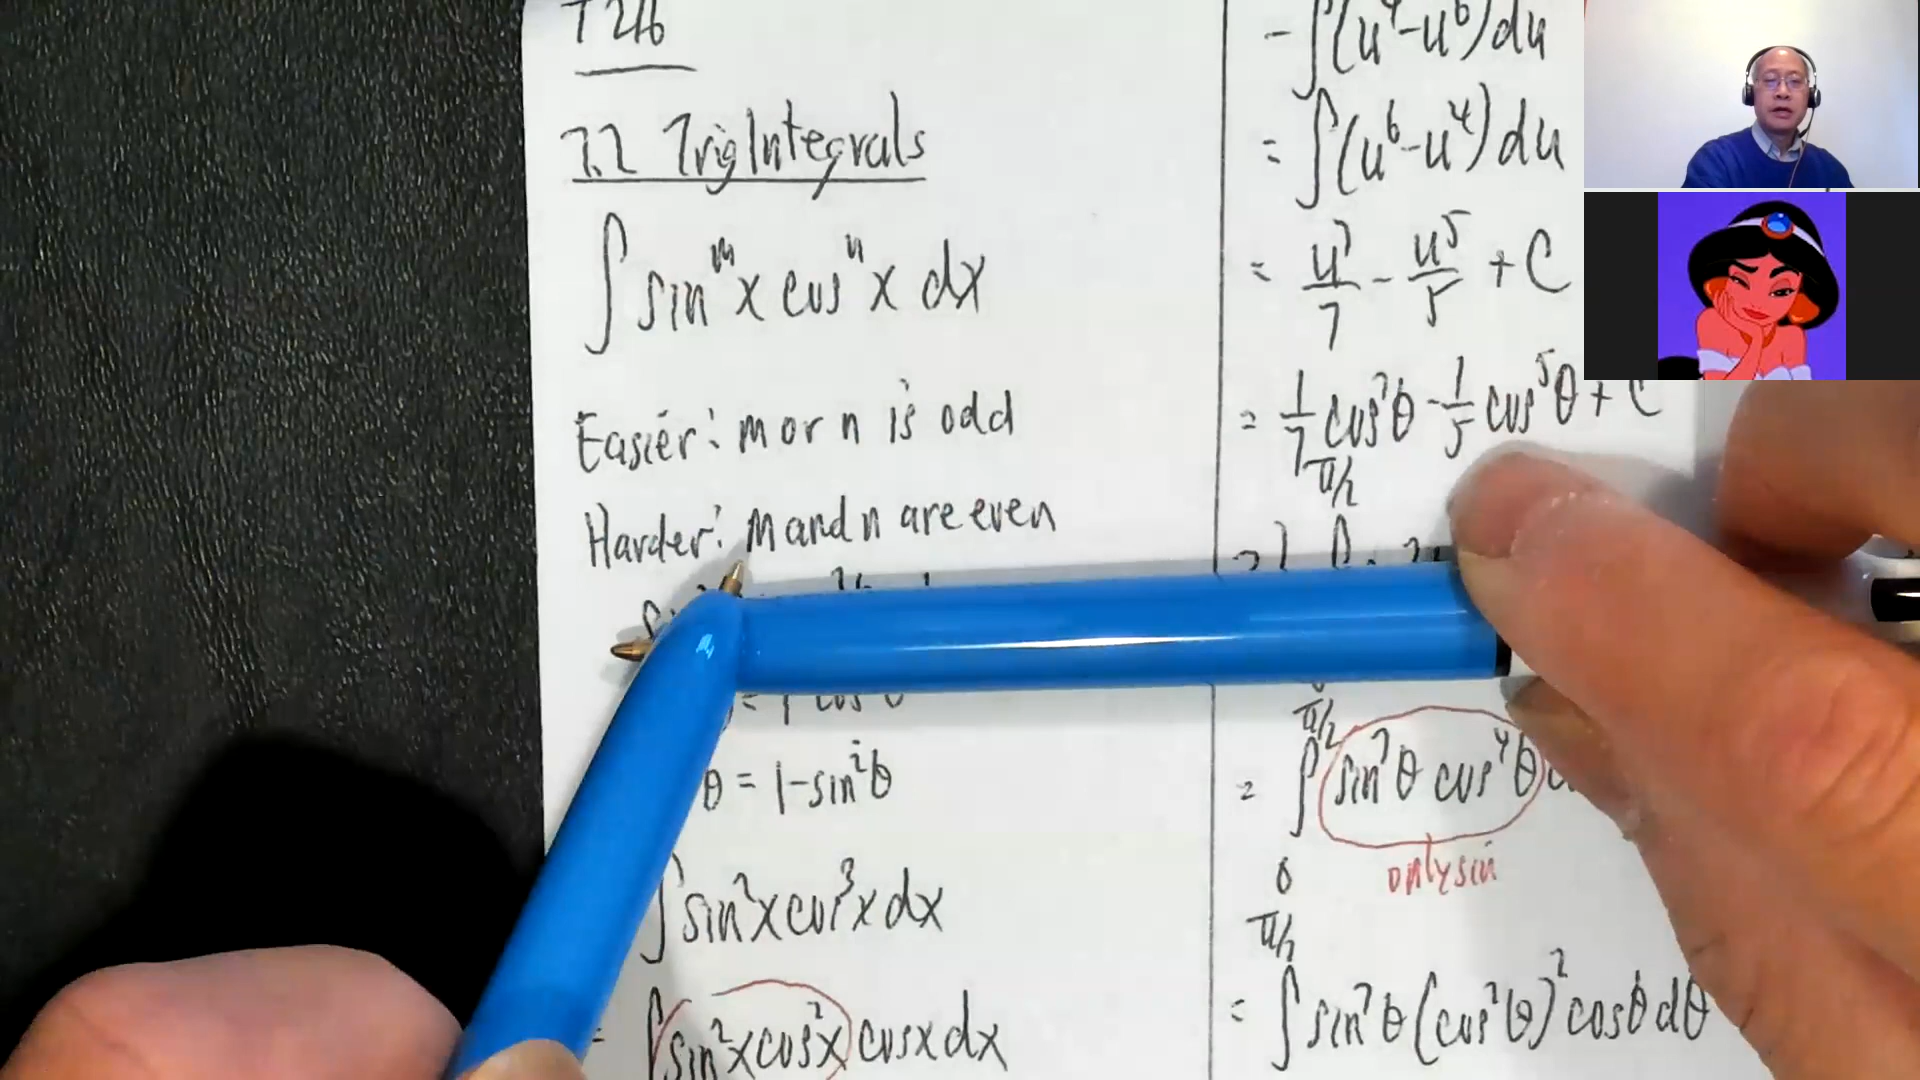 7.2 Trig Integrals
∫ sin^m x cos^n x dx
Easier: m or n is odd
Harder: m and n are even
θ = 1-sin²θ
∫ sin²x cos³x dx
= ∫ sin²x cos²x cosx dx
-∫(u⁴-u⁶)du
= ∫(u⁶-u⁴)du
= u⁷/7 - u⁵/5 + C
= 1/7 cos⁷θ - 1/5 cos⁵θ + C
π/2
π/2
= ∫ sin⁷θ cos⁴θ
0
only sin
π/2
= ∫ sin⁷θ (cos²θ)² cosθ dθ